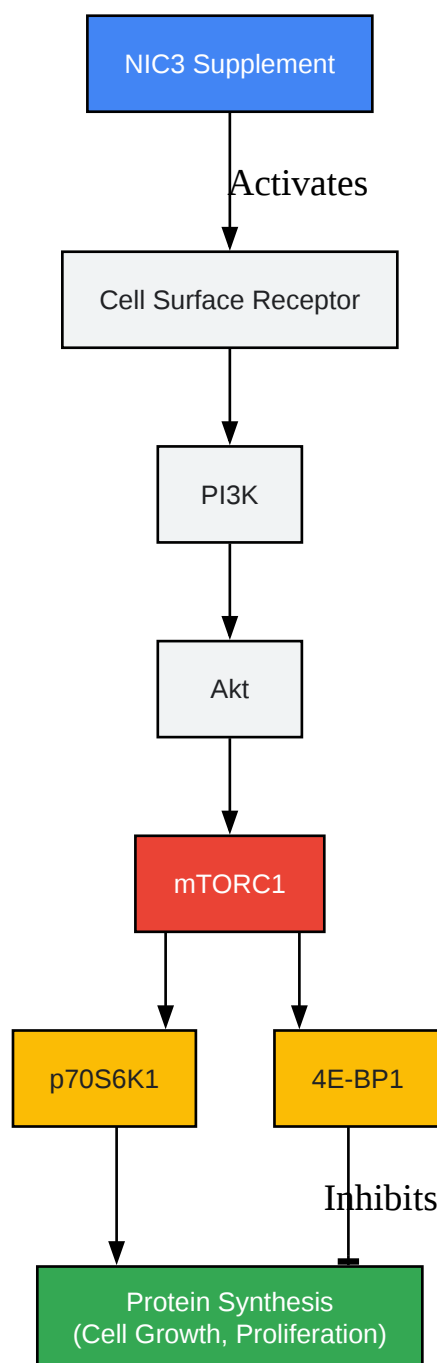 NIC3 Supplement
Activates
Cell Surface Receptor
PI3K
Akt
mTORC1
p70S6K1
4E-BP1
Inhibits
Protein Synthesis
(Cell Growth, Proliferation)